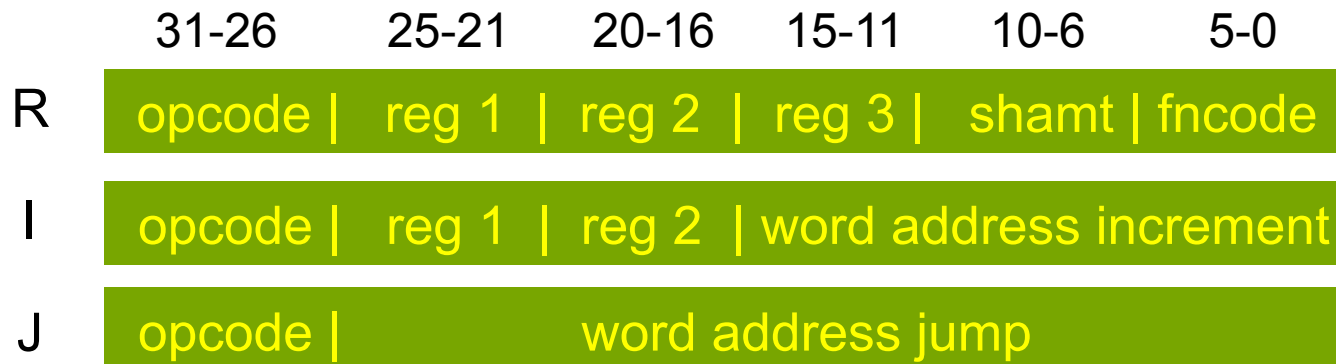 31-26 25-21 20-16 15-11 10-6 5-0
R opcode | reg 1 | reg 2 | reg 3 | shamt | fncode
I opcode | reg 1 | reg 2 | word address increment
J opcode | word address jump